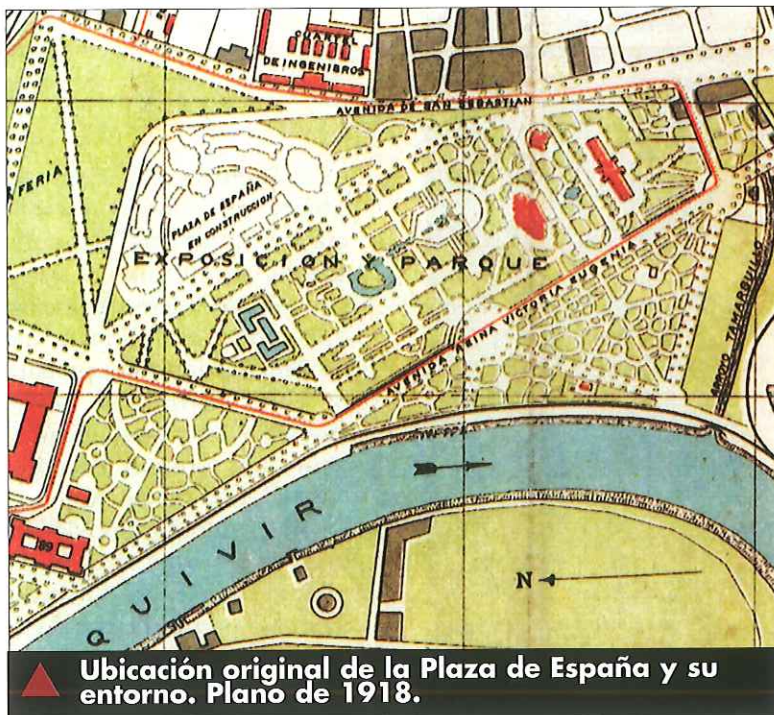 CUARTEL
DE INGENIEROS
AVENIDA DE SAN SEBASTIAN
FERIA
PLAZA DE ESPAÑA
EN CONSTRUCCION
EXPOSICION Y PARQUE
AVENIDA REINA VICTORIA EUGENIA
ARROYO TAMARGUILLO
69
QUIVIR
N
Ubicación original de la Plaza de España y su
entorno. Plano de 1918.